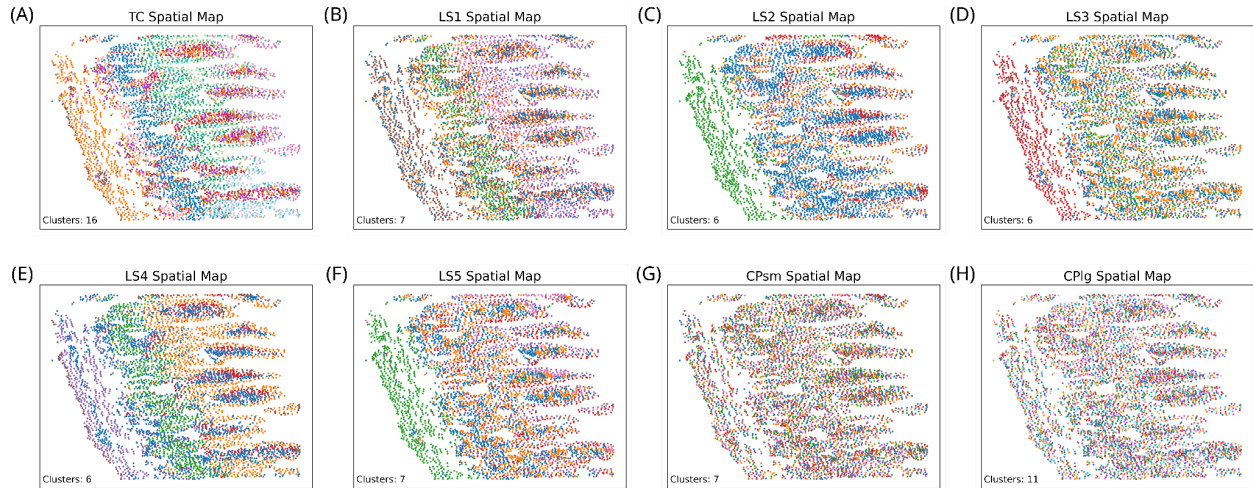 (A) TC Spatial Map
Clusters: 16
(B) LS1 Spatial Map
Clusters: 7
(C) LS2 Spatial Map
Clusters: 6
(D) LS3 Spatial Map
Clusters: 6
(E) LS4 Spatial Map
Clusters: 6
(F) LS5 Spatial Map
Clusters: 7
(G) CPsm Spatial Map
Clusters: 7
(H) CPlg Spatial Map
Clusters: 11